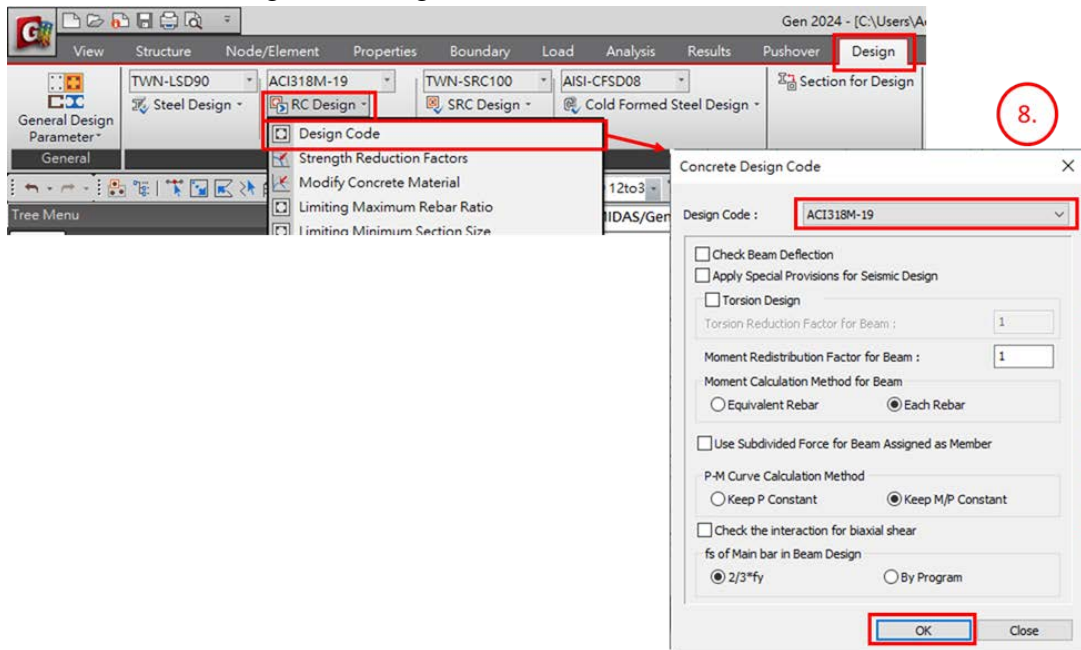 Gen 2024 - [C:\Users\A
View Structure Node/Element Properties Boundary Load Analysis Results Pushover Design
TWN-LSD90 ACI318M-19 TWN-SRC100 AISI-CFSD08
Steel Design RC Design SRC Design Cold Formed Steel Design Section for Design
General Design
Parameter
General
Design Code
Strength Reduction Factors
Modify Concrete Material
Limiting Maximum Rebar Ratio
Limiting Minimum Section Size
12to3
Tree Menu
MIDAS/Gen
8.
Concrete Design Code
Design Code : ACI318M-19
Check Beam Deflection
Apply Special Provisions for Seismic Design
Torsion Design
Torsion Reduction Factor for Beam : 1
Moment Redistribution Factor for Beam : 1
Moment Calculation Method for Beam
Equivalent Rebar Each Rebar
Use Subdivided Force for Beam Assigned as Member
P-M Curve Calculation Method
Keep P Constant Keep M/P Constant
Check the interaction for biaxial shear
fs of Main bar in Beam Design
2/3*fy By Program
OK Close